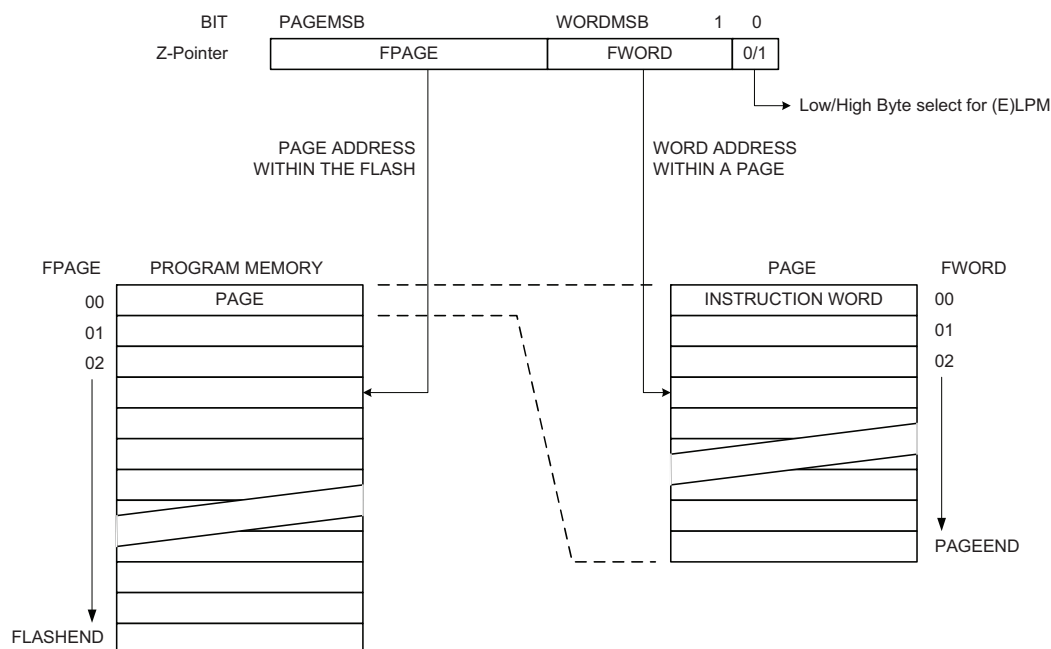 BIT PAGEMSB WORDMSB 1 0
Z-Pointer FPAGE FWORD 0/1
Low/High Byte select for (E)LPM
PAGE ADDRESS
WITHIN THE FLASH
WORD ADDRESS
WITHIN A PAGE
FPAGE PROGRAM MEMORY
00 PAGE
01
02
FLASHEND
PAGE FWORD
INSTRUCTION WORD 00
01
02
PAGEEND